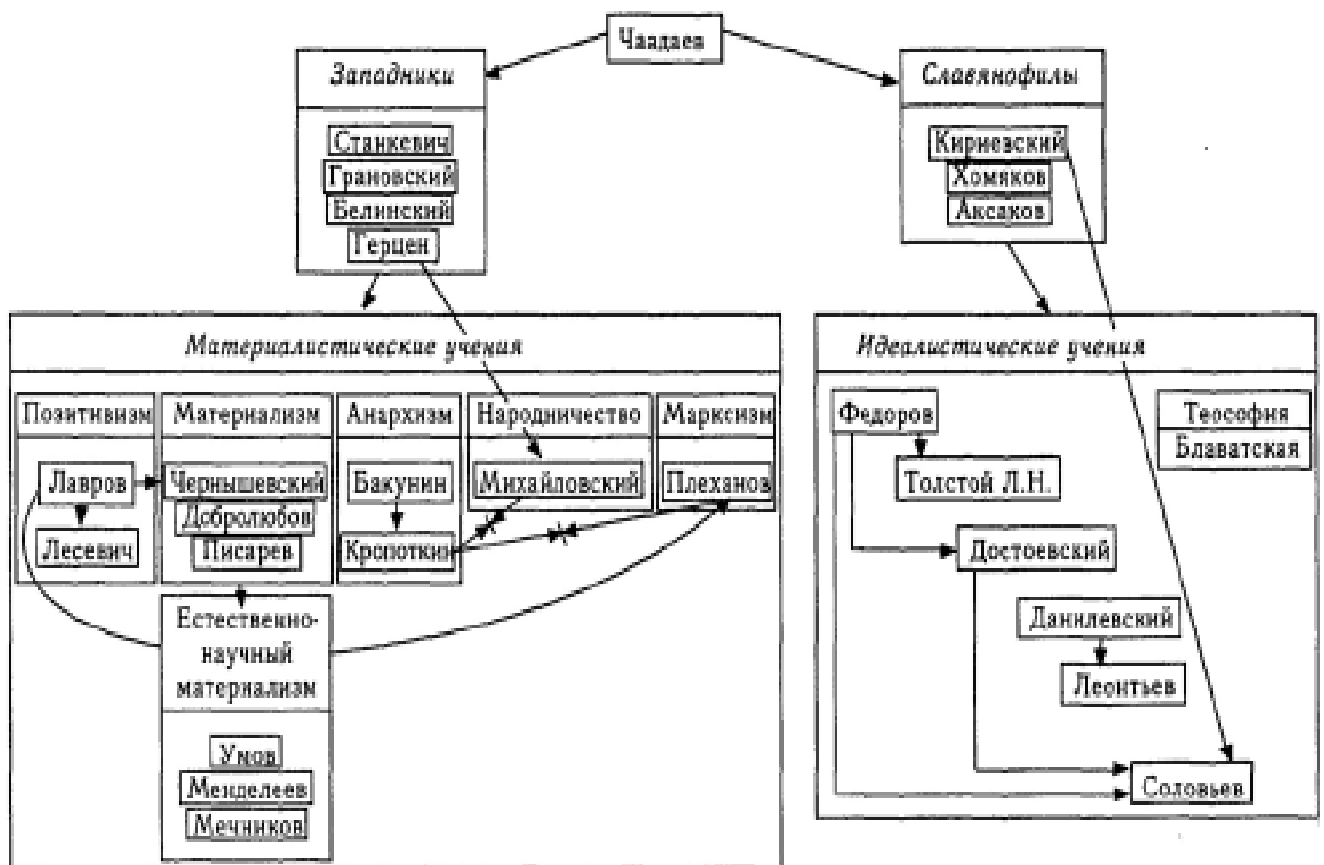 Чаадаев
Западники
Станкевич
Грановский
Белинский
Герцен
Славянофилы
Кириевский
Хомяков
Аксаков
Материалистические учения
Позитивизм
Лавров
Лесевич
Материализм
Чернышевский
Добролюбов
Писарев
Анархизм
Бакунин
Кропоткин
Народничество
Михайловский
Марксизм
Плеханов
Естественно-
научный
материализм
Умов
Менделеев
Мечников
Идеалистические учения
Федоров
Толстой Л.Н.
Достоевский
Данилевский
Леонтьев
Соловьев
Теософия
Блаватская